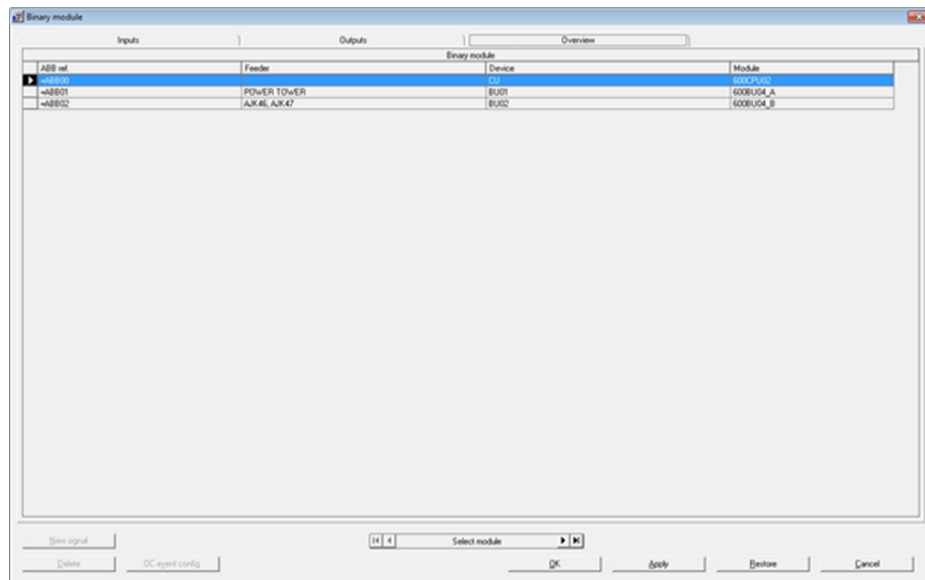 Binary module
Inputs Outputs Overview
Binary module
ABB ref. Feeder Device Module
=ABB00 CU 600CPU02
=ABB01 POWER TOWER BU01 600BU04_A
=ABB02 AJK46, AJK47 BU02 600BU04_B
New signal Select module
Delete OC event config. OK Apply Restore Cancel